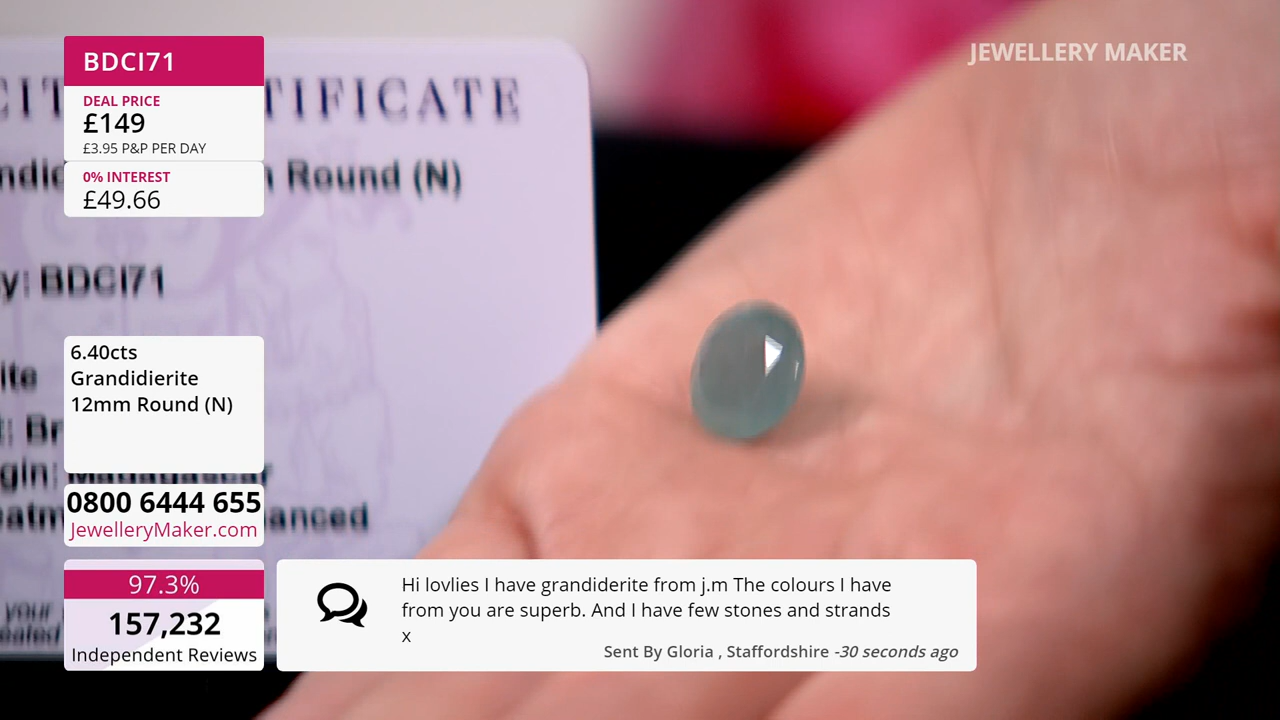 BDCI71
DEAL PRICE
£149
£3.95 P&P PER DAY
0% INTEREST
£49.66
6.40cts
Grandidierite
12mm Round (N)
0800 6444 655
JewelleryMaker.com
97.3%
157,232
Independent Reviews
JEWELLERY MAKER
TIFICATE
Round (N)
y: BDCI71
Madagascar
anced
your
Hi lovlies I have grandiderite from j.m The colours I have
from you are superb. And I have few stones and strands
x
Sent By Gloria , Staffordshire -30 seconds ago